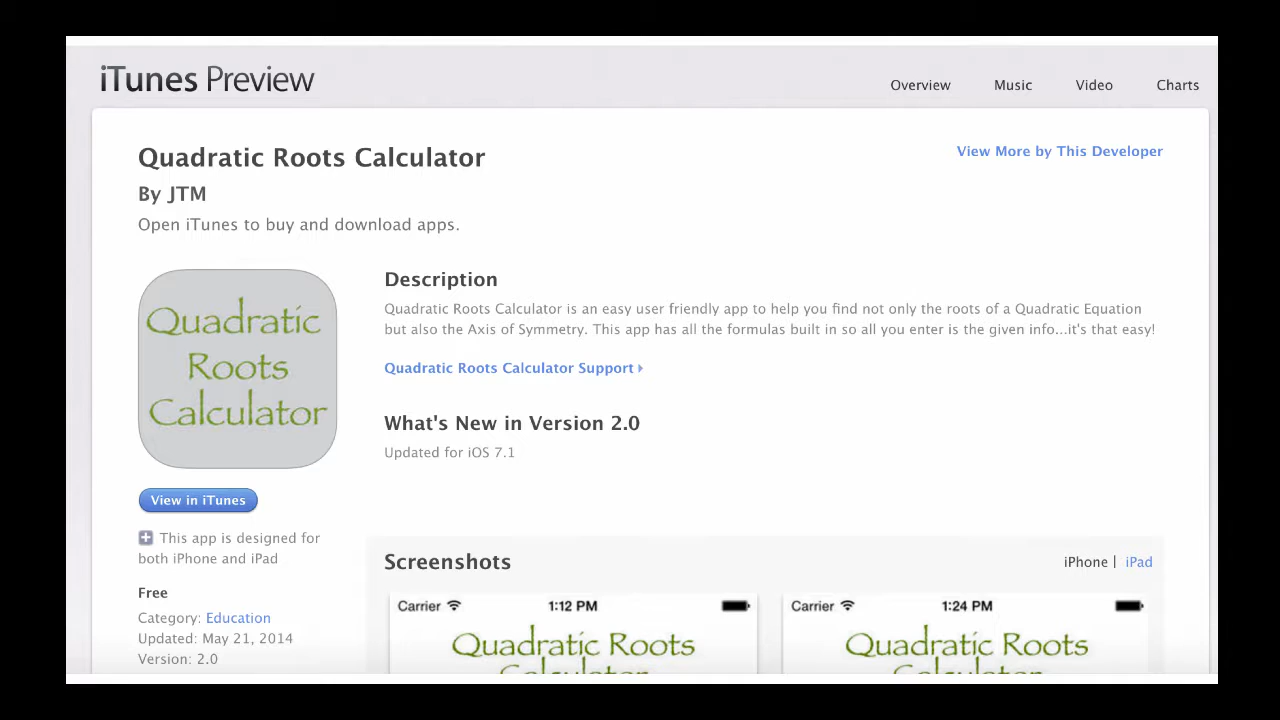 iTunes Preview
Overview Music Video Charts
Quadratic Roots Calculator
View More by This Developer
By JTM
Open iTunes to buy and download apps.
Quadratic
Roots
Calculator
Description
Quadratic Roots Calculator is an easy user friendly app to help you find not only the roots of a Quadratic Equation
but also the Axis of Symmetry. This app has all the formulas built in so all you enter is the given info...it's that easy!
Quadratic Roots Calculator Support
What's New in Version 2.0
Updated for iOS 7.1
View in iTunes
This app is designed for
both iPhone and iPad
Free
Category: Education
Updated: May 21, 2014
Version: 2.0
Screenshots
iPhone | iPad
Carrier 1:12 PM
Quadratic Roots
Calculator
Carrier 1:24 PM
Quadratic Roots
Calculator